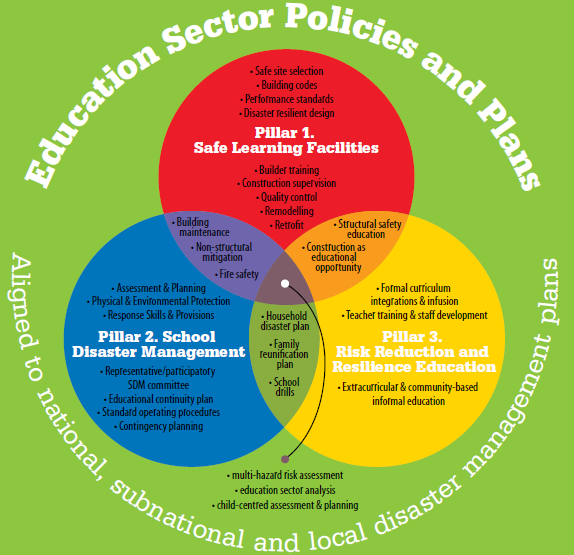 Education Sector Policies and Plans
• Safe site selection
• Building codes
• Performance standards
• Disaster resilient design
Pillar 1.
Safe Learning Facilities
• Builder training
• Construction supervision
• Quality control
• Remodelling
• Retrofit
• Building
maintenance
• Non-structural
mitigation
• Fire safety
• Structural safety
education
• Construction as
educational
opportunity
• Assessment & Planning
• Physical & Environmental Protection
• Response Skills & Provisions
Pillar 2. School
Disaster Management
• Representative/participatory
SDM committee
• Educational continuity plan
• Standard operating procedures
• Contingency planning
• Household
disaster plan
• Family
reunification
plan
• School
drills
• Formal curriculum
integrations & infusion
• Teacher training & staff development
Pillar 3.
Risk Reduction and
Resilience Education
• Extracurricular & community-based
informal education
• multi-hazard risk assessment
• education sector analysis
• child-centred assessment & planning
Aligned to national, subnational and local disaster management plans